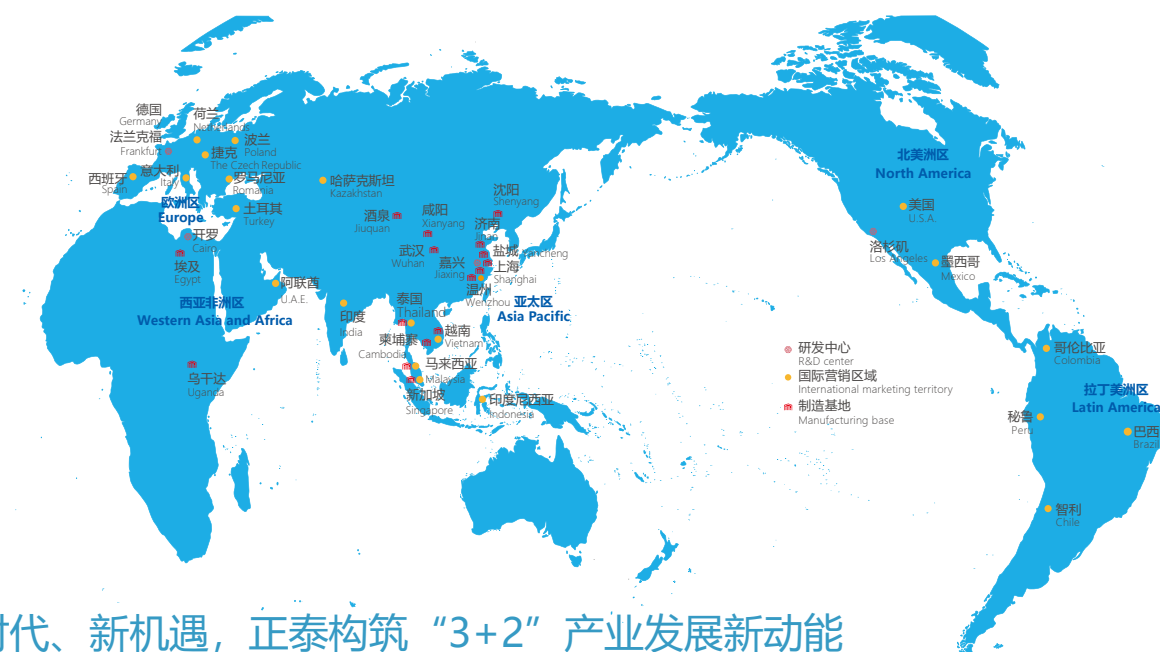 德国
Germany
荷兰
Netherlands
法兰克福
Frankfurt
波兰
Poland
捷克
The Czech Republic
西班牙
Spain
意大利
Italy
罗马尼亚
Romania
哈萨克斯坦
Kazakhstan
欧洲区
Europe
土耳其
Turkey
开罗
Cairo
埃及
Egypt
阿联酋
U.A.E.
西亚非洲区
Western Asia and Africa
乌干达
Uganda
沈阳
Shenyang
酒泉
Jiuquan
咸阳
Xianyang
济南
Jinan
武汉
Wuhan
盐城 Yancheng
嘉兴
Jiaxing
上海
Shanghai
温州
Wenzhou
亚太区
Asia Pacific
印度
India
泰国
Thailand
越南
Vietnam
柬埔寨
Cambodia
马来西亚
Malaysia
新加坡
Singapore
印度尼西亚
Indonesia
北美洲区
North America
美国
U.S.A.
洛杉矶
Los Angeles
墨西哥
Mexico
研发中心
R&D center
国际营销区域
International marketing territory
制造基地
Manufacturing base
哥伦比亚
Colombia
拉丁美洲区
Latin America
秘鲁
Peru
巴西
Brazil
智利
Chile
时代、新机遇，正泰构筑“3+2”产业发展新动能